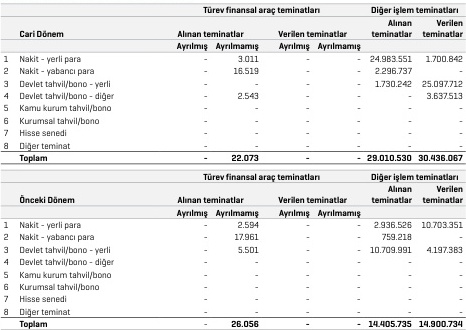 Türev finansal araç teminatları Diğer işlem teminatları
Alınan Verilen
Cari Dönem Alınan teminatlar Verilen teminatlar teminatlar teminatlar
Ayrılmış Ayrılmamış Ayrılmış Ayrılmamış
1 Nakit - yerli para - 3.011 - - 24.983.551 1.700.842
2 Nakit - yabancı para - 16.519 - - 2.296.737 -
3 Devlet tahvil/bono - yerli - - - - 1.730.242 25.097.712
4 Devlet tahvil/bono - diğer - 2.543 - - - 3.637.513
5 Kamu kurum tahvil/bono - - - - - -
6 Kurumsal tahvil/bono - - - - - -
7 Hisse senedi - - - - - -
8 Diğer teminat - - - - - -
Toplam - 22.073 - - 29.010.530 30.436.067
Türev finansal araç teminatları Diğer işlem teminatları
Alınan Verilen
Önceki Dönem Alınan teminatlar Verilen teminatlar teminatlar teminatlar
Ayrılmış Ayrılmamış Ayrılmış Ayrılmamış
1 Nakit - yerli para - 2.594 - - 2.936.526 10.703.351
2 Nakit - yabancı para - 17.961 - - 759.218 -
3 Devlet tahvil/bono - yerli - 5.501 - - 10.709.991 4.197.383
4 Devlet tahvil/bono - diğer - - - - - -
5 Kamu kurum tahvil/bono - - - - - -
6 Kurumsal tahvil/bono - - - - - -
7 Hisse senedi - - - - - -
8 Diğer teminat - - - - - -
Toplam - 26.056 - - 14.405.735 14.900.734